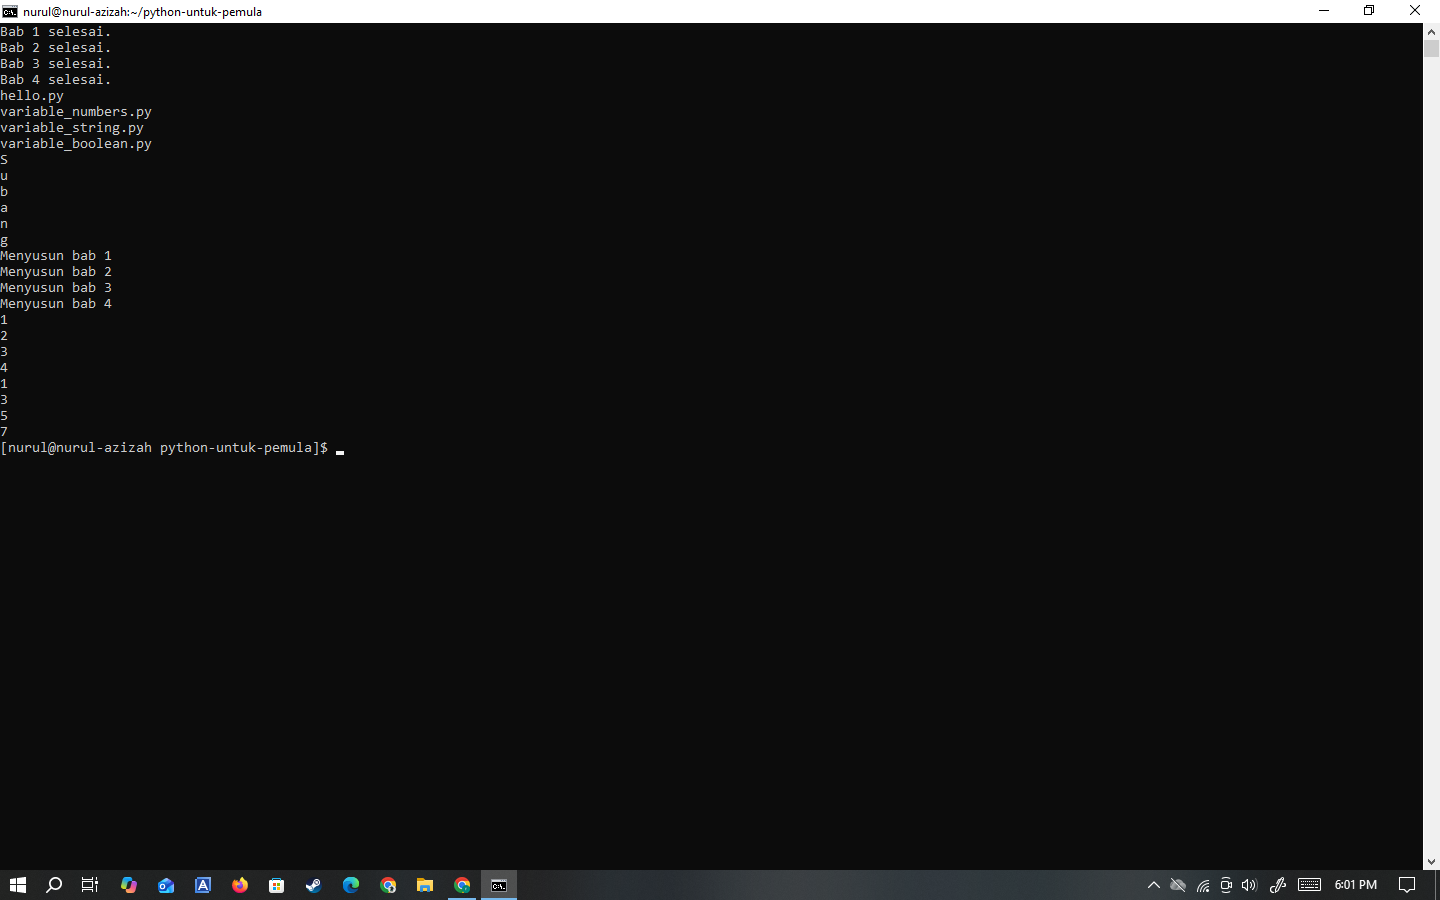 nurul@nurul-azizah:~/python-untuk-pemula
Bab 1 selesai.
Bab 2 selesai.
Bab 3 selesai.
Bab 4 selesai.
hello.py
variable_numbers.py
variable_string.py
variable_boolean.py
S
u
b
a
n
g
Menyusun bab 1
Menyusun bab 2
Menyusun bab 3
Menyusun bab 4
1
2
3
4
1
3
5
7
[nurul@nurul-azizah python-untuk-pemula]$
6:01 PM